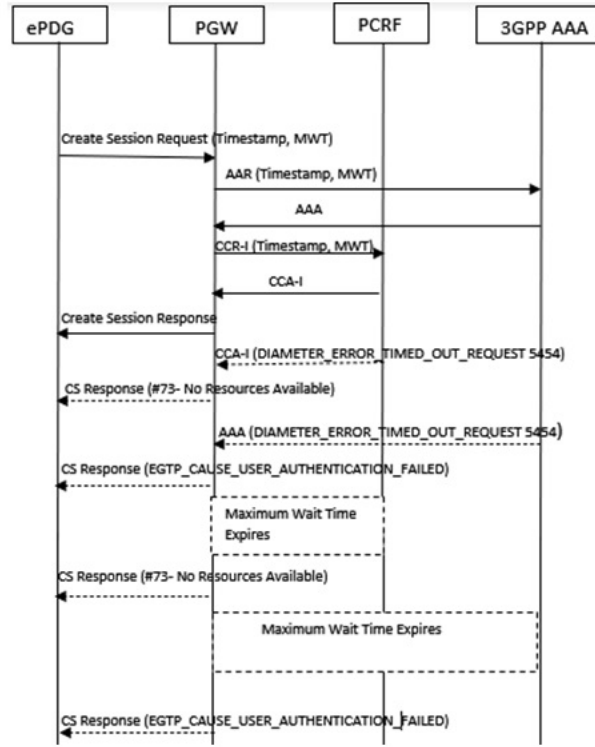 ePDG
PGW
PCRF
3GPP AAA
Create Session Request (Timestamp, MWT)
AAR (Timestamp, MWT)
AAA
CCR-I (Timestamp, MWT)
CCA-I
Create Session Response
CCA-I (DIAMETER_ERROR_TIMED_OUT_REQUEST 5454)
CS Response (#73- No Resources Available)
AAA (DIAMETER_ERROR_TIMED_OUT_REQUEST 5454)
CS Response (EGTP_CAUSE_USER_AUTHENTICATION_FAILED)
Maximum Wait Time
Expires
CS Response (#73- No Resources Available)
Maximum Wait Time Expires
CS Response (EGTP_CAUSE_USER_AUTHENTICATION_FAILED)